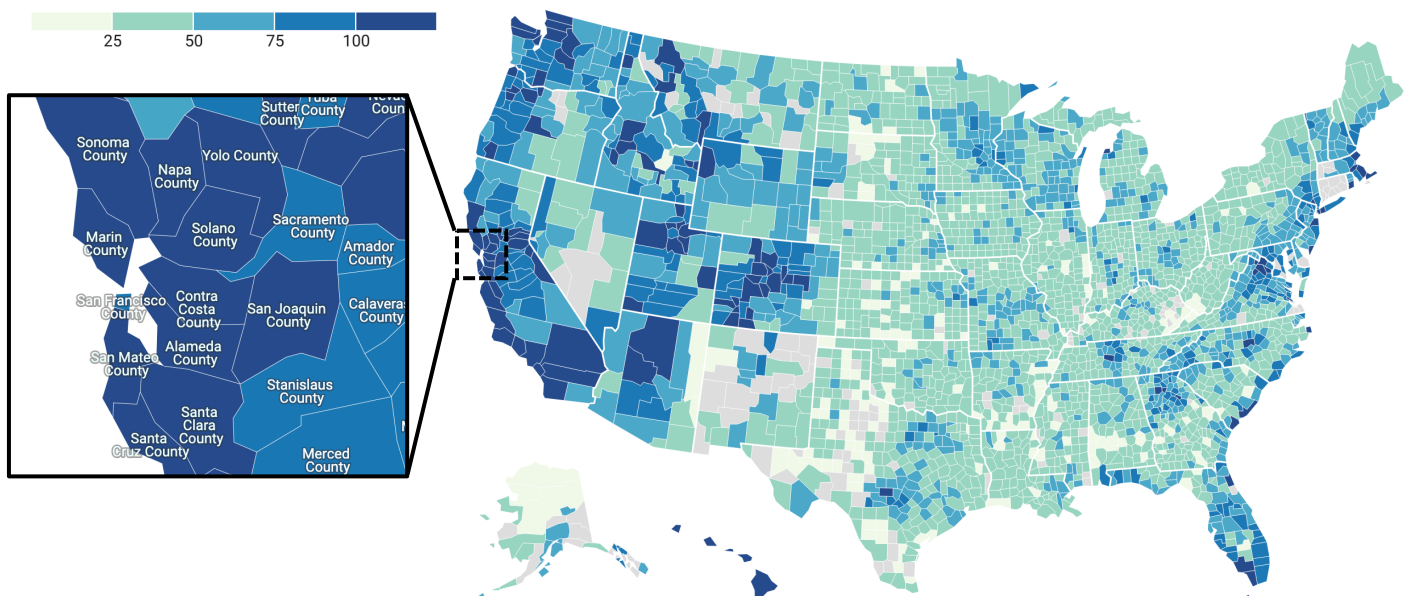 25 50 75 100
Sutter
County
Yuba
County
Sonoma
County
Napa
County
Yolo County
Marin
County
Solano
County
Sacramento
County
Amador
County
San Francisco
County
Contra
Costa
County
San Joaquin
County
Calaveras
County
Alameda
County
San Mateo
County
Stanislaus
County
Santa
Clara
County
Santa
Cruz County
Merced
County